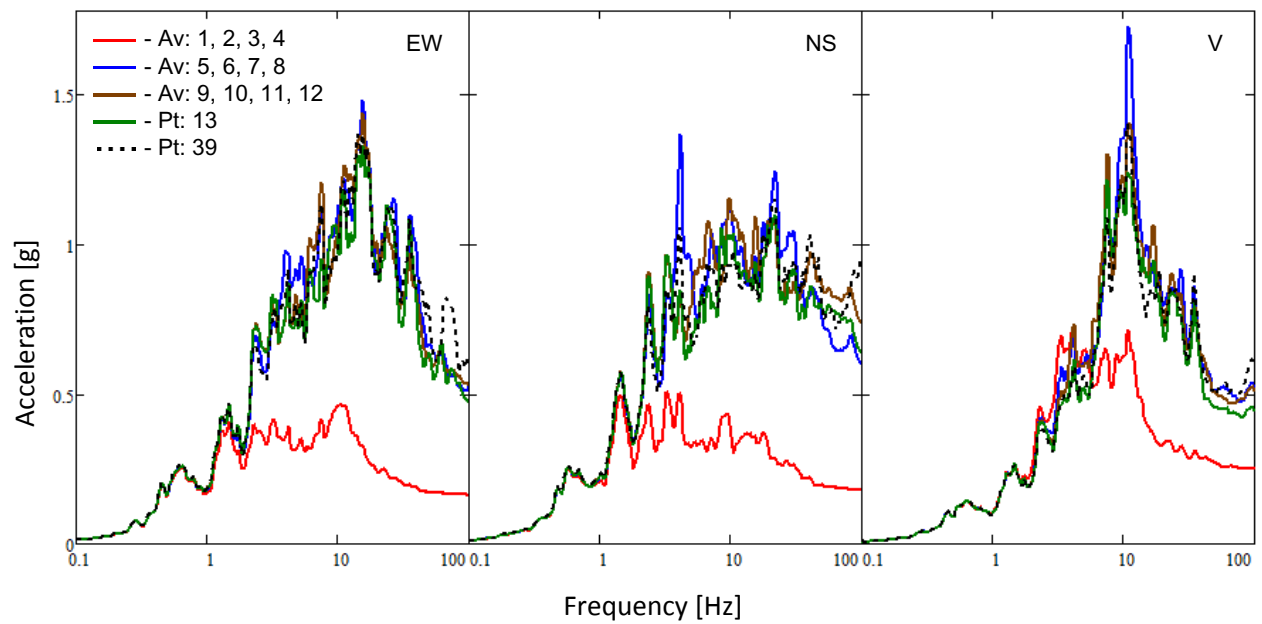 - Av: 1, 2, 3, 4
- Av: 5, 6, 7, 8
- Av: 9, 10, 11, 12
- Pt: 13
- Pt: 39
EW
NS
V
Acceleration [g]
1.5
1
0.5
0
0.1 1 10 100 0.1 1 10 100 0.1 1 10 100
Frequency [Hz]